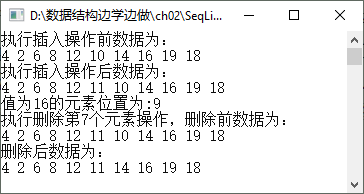 D:\数据结构边学边做\ch02\SeqLi...
执行插入操作前数据为:
4 2 6 8 12 10 14 16 19 18
执行插入操作后数据为:
4 2 6 8 12 11 10 14 16 19 18
值为16的元素位置为:9
执行删除第7个元素操作，删除前数据为:
4 2 6 8 12 11 10 14 16 19 18
删除后数据为:
4 2 6 8 12 11 14 16 19 18